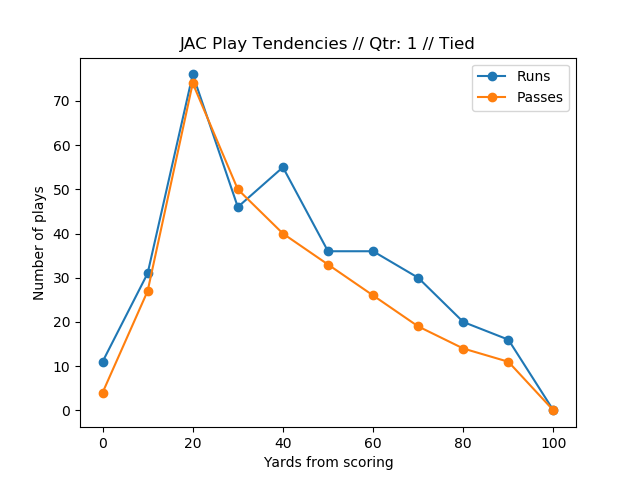 JAC Play Tendencies // Qtr: 1 // Tied
Runs
Passes
Number of plays
70
60
50
40
30
20
10
0
0 20 40 60 80 100
Yards from scoring